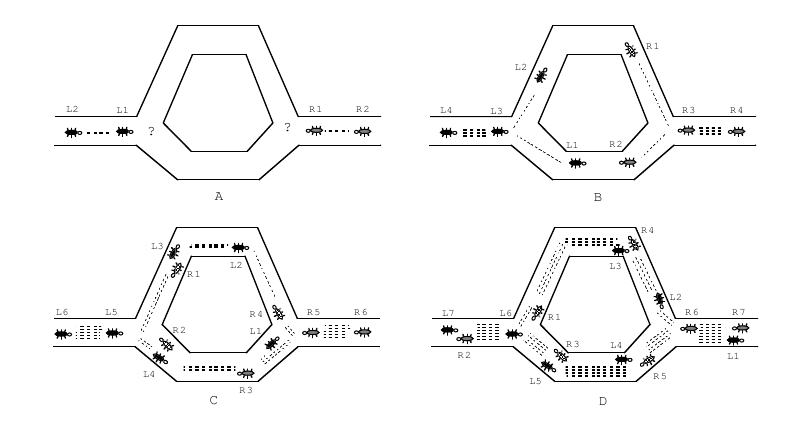 L2 L1 R1 R2
? ?
A
L2 R1
L4 L3 R3 R4
L1 R2
B
L3 R1 L2
L6 L5 R4 R5 R6
R2 L1
L4 R3
C
R4
L3
L2
L7 L6 R1 R6 R7
R2 R3 L4 L1
L5 R5
D